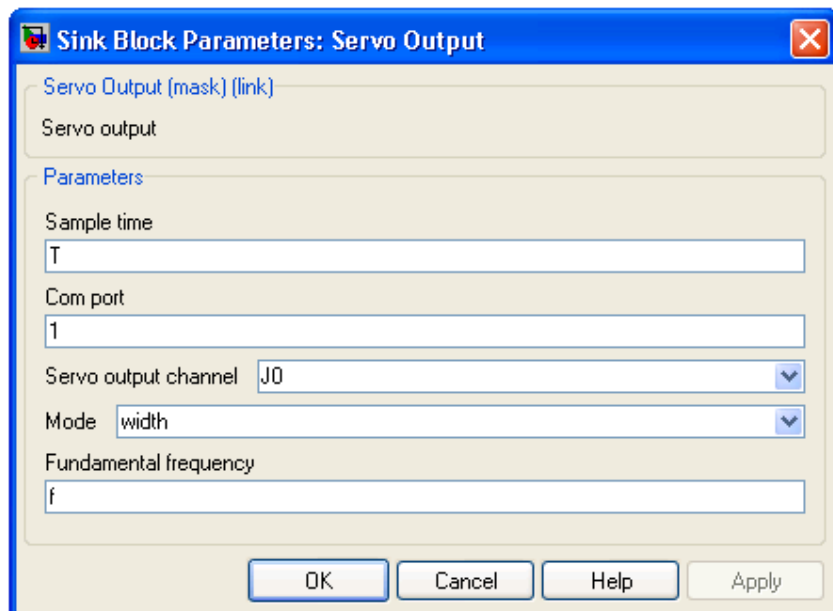 Sink Block Parameters: Servo Output
Servo Output (mask) (link)
Servo output
Parameters
Sample time
T
Com port
1
Servo output channel J0
Mode width
Fundamental frequency
f
OK Cancel Help Apply